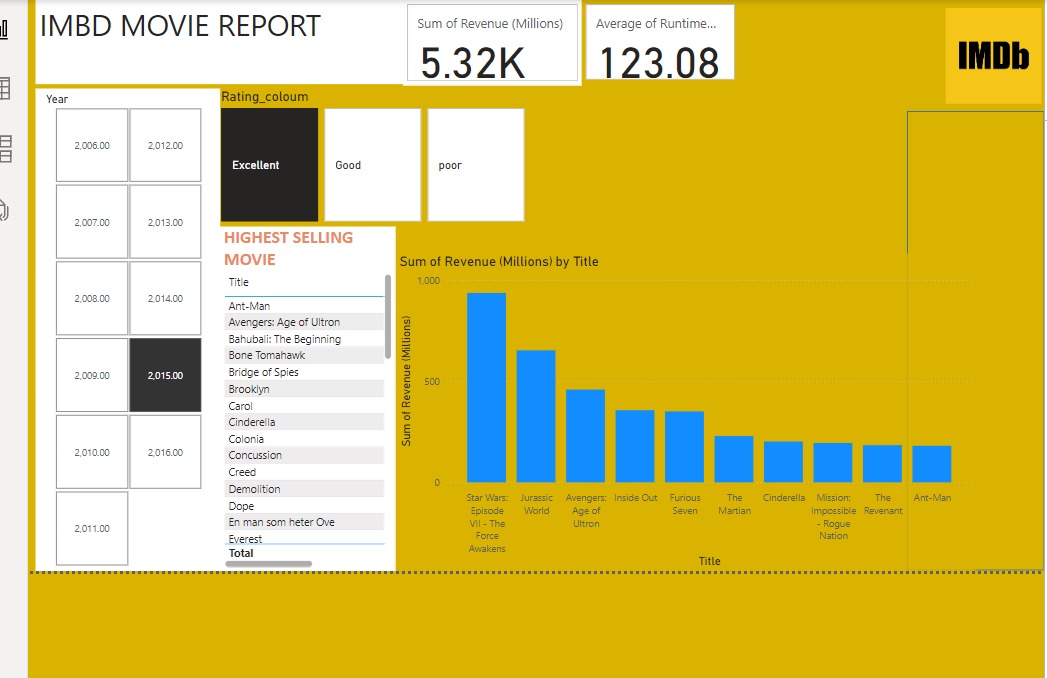 IMBD MOVIE REPORT
Sum of Revenue (Millions)
5.32K
Average of Runtime...
123.08
IMDb
Year
2,006.00
2,012.00
2,007.00
2,013.00
2,008.00
2,014.00
2,009.00
2,015.00
2,010.00
2,016.00
2,011.00
Rating_coloum
Excellent
Good
poor
HIGHEST SELLING
MOVIE
Title
Ant-Man
Avengers: Age of Ultron
Bahubali: The Beginning
Bone Tomahawk
Bridge of Spies
Brooklyn
Carol
Cinderella
Colonia
Concussion
Creed
Demolition
Dope
En man som heter Ove
Everest
Total
Sum of Revenue (Millions) by Title
Sum of Revenue (Millions)
1,000
500
0
Star Wars:
Episode
VII - The
Force
Awakens
Jurassic
World
Avengers:
Age of
Ultron
Inside Out
Furious
Seven
The
Martian
Cinderella
Mission:
Impossible
- Rogue
Nation
The
Revenant
Ant-Man
Title